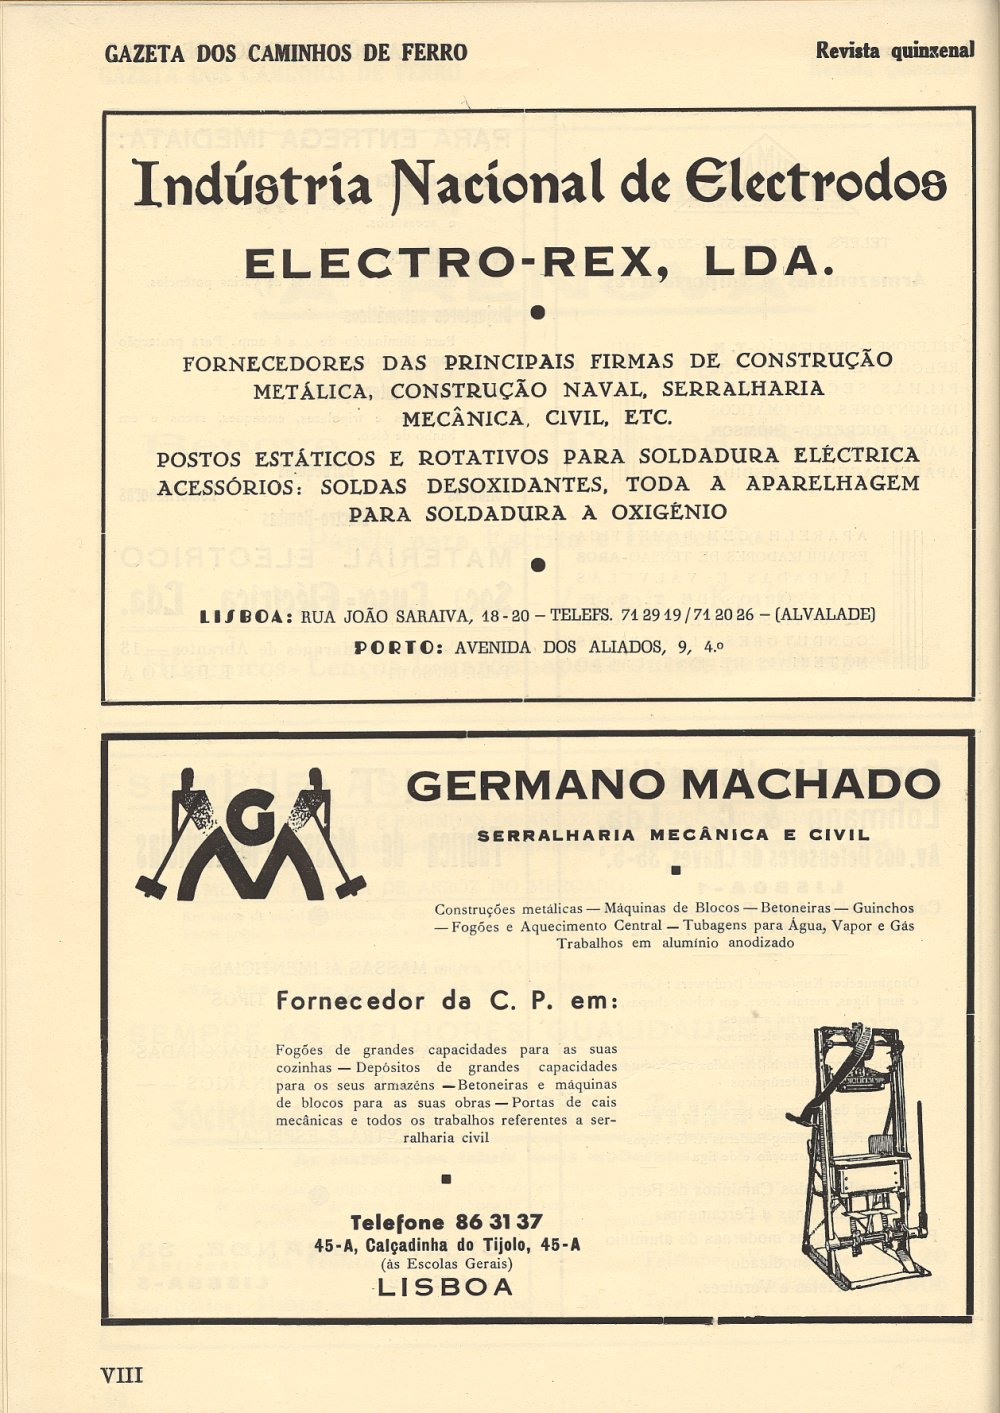 GAZETA DOS CAMINHOS DE FERRO
Revista quinzenal
Indústria Nacional de Electrodos
ELECTRO-REX, LDA.
FORNECEDORES DAS PRINCIPAIS FIRMAS DE CONSTRUÇÃO
METÁLICA, CONSTRUÇÃO NAVAL, SERRALHARIA
MECÂNICA, CIVIL, ETC.
POSTOS ESTÁTICOS E ROTATIVOS PARA SOLDADURA ELÉCTRICA
ACESSÓRIOS: SOLDAS DESOXIDANTES, TODA A APARELHAGEM
PARA SOLDADURA A OXIGÉNIO
LISBOA: RUA JOÃO SARAIVA, 18-20 – TELEFS. 71 29 19 / 71 20 26 – (ALVALADE)
PORTO: AVENIDA DOS ALIADOS, 9, 4.º
GM
GERMANO MACHADO
SERRALHARIA MECÂNICA E CIVIL
Construções metálicas — Máquinas de Blocos — Betoneiras — Guinchos
— Fogões e Aquecimento Central — Tubagens para Água, Vapor e Gás
Trabalhos em alumínio anodizado
Fornecedor da C. P. em:
Fogões de grandes capacidades para as suas
cozinhas — Depósitos de grandes capacidades
para os seus armazéns — Betoneiras e máquinas
de blocos para as suas obras — Portas de cais
mecânicas e todos os trabalhos referentes a ser-
ralharia civil
Telefone 86 31 37
45-A, Calçadinha do Tijolo, 45-A
(às Escolas Gerais)
LISBOA
VIII